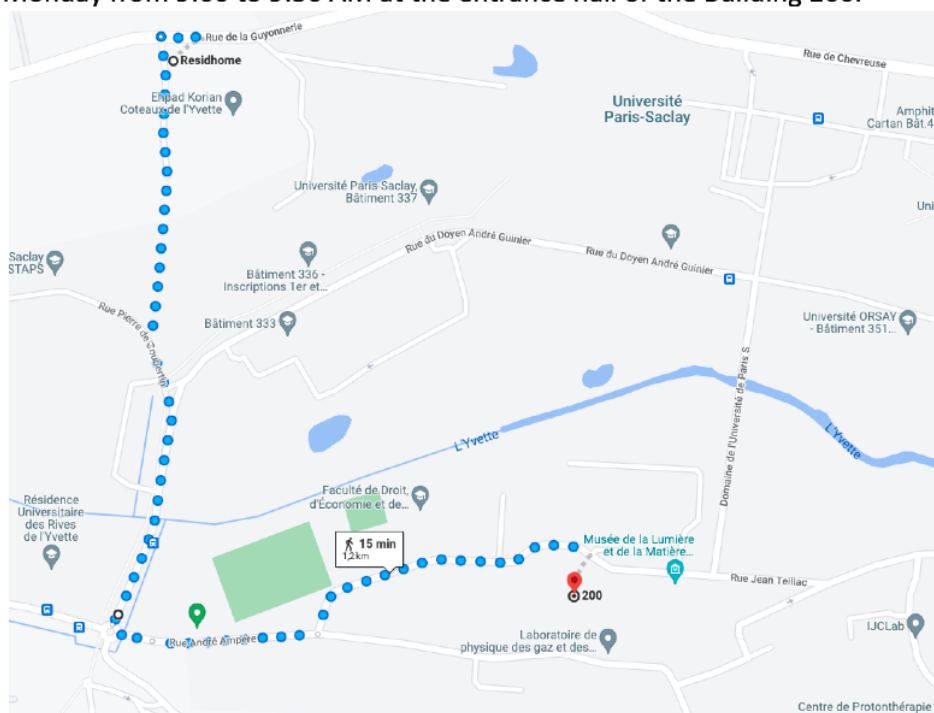 Monday from 9:00 to 9:30 AM at the entrance hall of the Building 200.
Rue de la Guyonnerie
Residhome
Rue de Chevreuse
Ehpad Korian
Coteaux de l'Yvette
Université
Paris-Saclay
Amphit
Cartan Bât.4
Université Paris-Saclay,
Bâtiment 337
Uni
Rue du Doyen André Guinier
Rue du Doyen André Guinier
Saclay
STAPS
Bâtiment 336 -
Inscriptions 1er et...
Rue Pierre de Coubertin
Bâtiment 333
Université ORSAY
- Bâtiment 351...
Domaine de l'Université de Paris S
L'Yvette
L'Yvette
Résidence
Universitaire
des Rives
de l'Yvette
Faculté de Droit,
d'Économie et de...
15 min
1,2 km
Musée de la Lumière
et de la Matière...
Rue Jean Teillac
200
Rue André Ampère
Laboratoire de
physique des gaz et des...
IJCLab
Centre de Protonthérapie